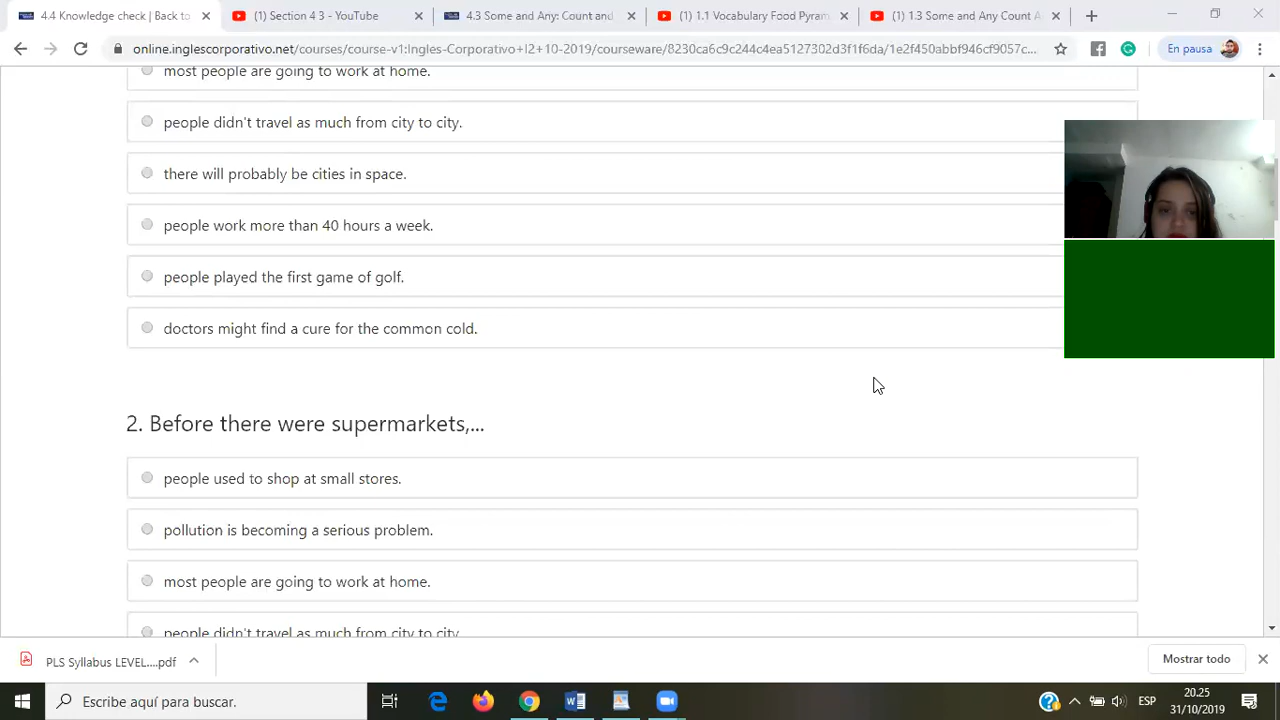 4.4 Knowledge check | Back to
(1) Section 4 3 - YouTube
4.3 Some and Any: Count and
(1) 1.1 Vocabulary Food Pyram
(1) 1.3 Some and Any Count A
online.inglescorporativo.net/courses/course-v1:Ingles-Corporativo+I2+10-2019/courseware/8230ca6c9c244c4ea5127302d3f1f6da/1e2f450abbf946cf9057c...
En pausa
most people are going to work at home.
people didn't travel as much from city to city.
there will probably be cities in space.
people work more than 40 hours a week.
people played the first game of golf.
doctors might find a cure for the common cold.
2. Before there were supermarkets,...
people used to shop at small stores.
pollution is becoming a serious problem.
most people are going to work at home.
people didn't travel as much from city to city.
PLS Syllabus LEVEL....pdf
Mostrar todo
Escribe aquí para buscar.
ESP
20.25
31/10/2019